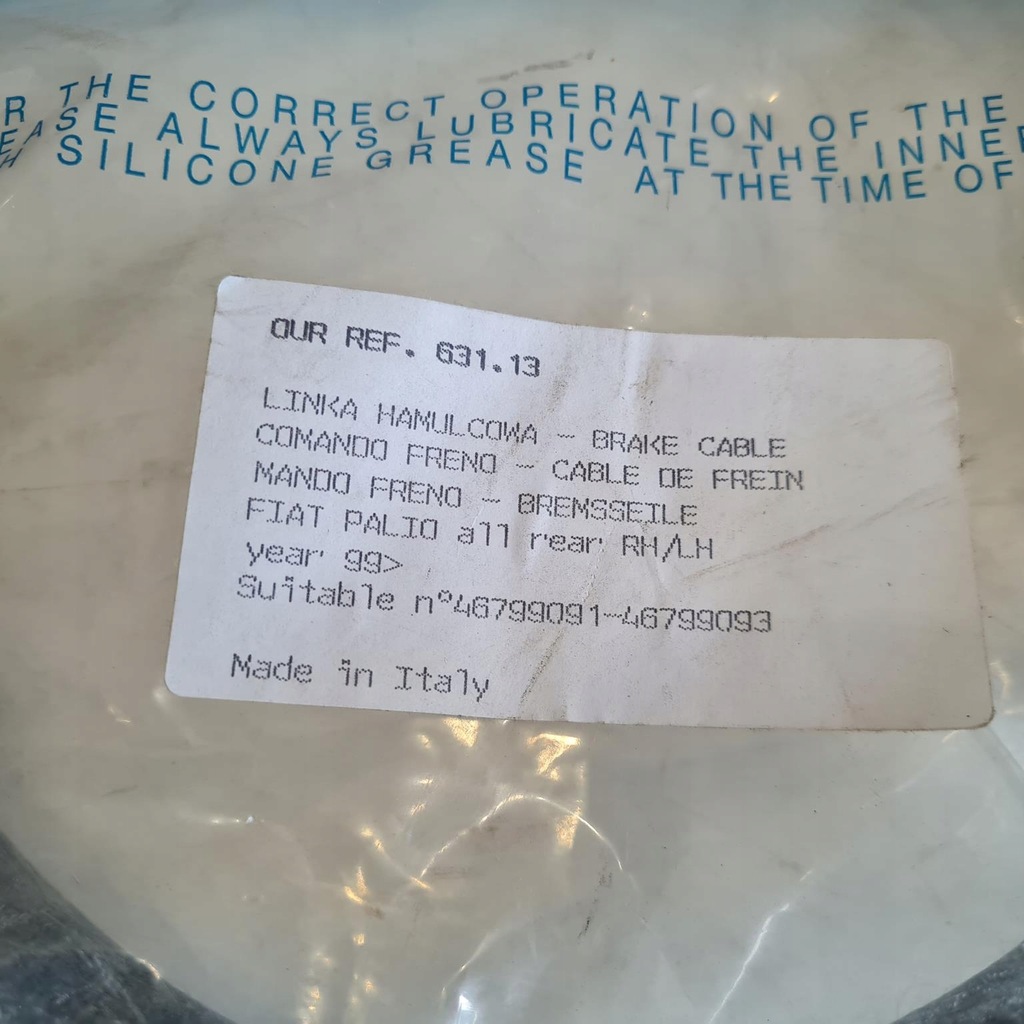 R THE CORRECT OPERATION OF THE
EASE ALWAYS LUBRICATE THE INNER
H SILICONE GREASE AT THE TIME OF
OUR REF. 631.13
LINKA HAMULCOWA - BRAKE CABLE
COMANDO FRENO - CABLE DE FREIN
MANDO FRENO - BREMSSEILE
FIAT PALIO all rear RH/LH
year 99>
Suitable n°46799091-46799093
Made in Italy